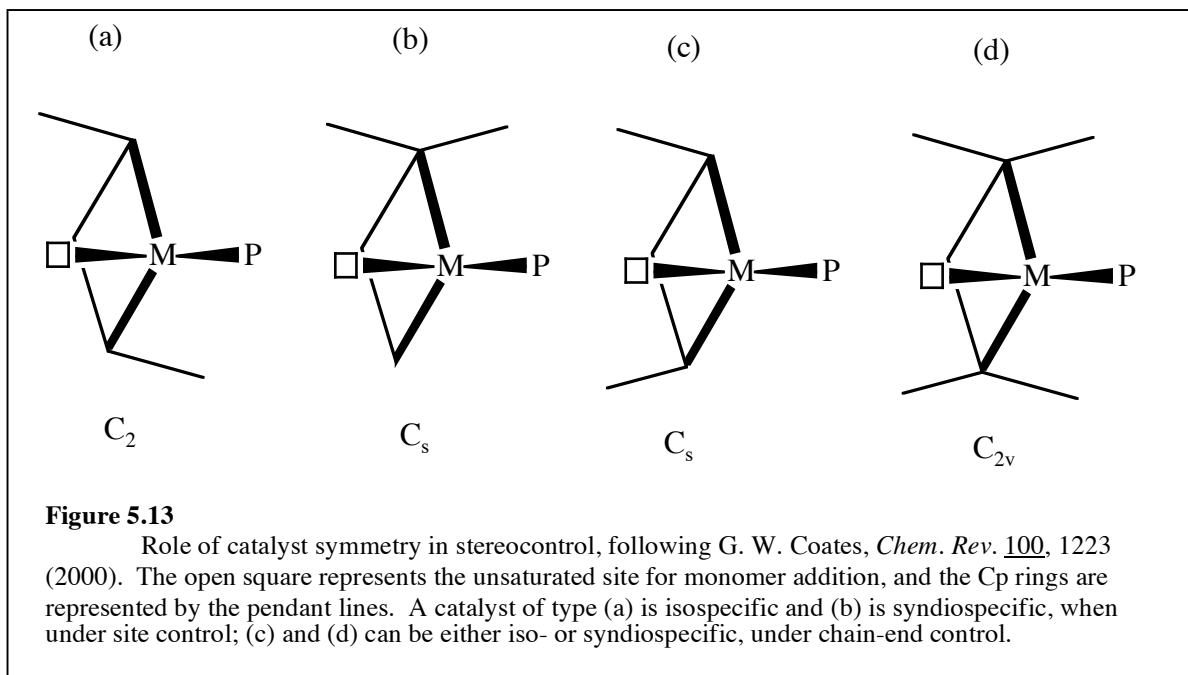 (a) (b) (c) (d)
M P M P M P M P
C₂ Cₛ Cₛ C₂ᵥ
Figure 5.13
Role of catalyst symmetry in stereocontrol, following G. W. Coates, Chem. Rev. 100, 1223
(2000). The open square represents the unsaturated site for monomer addition, and the Cp rings are
represented by the pendant lines. A catalyst of type (a) is isospecific and (b) is syndiospecific, when
under site control; (c) and (d) can be either iso- or syndiospecific, under chain-end control.